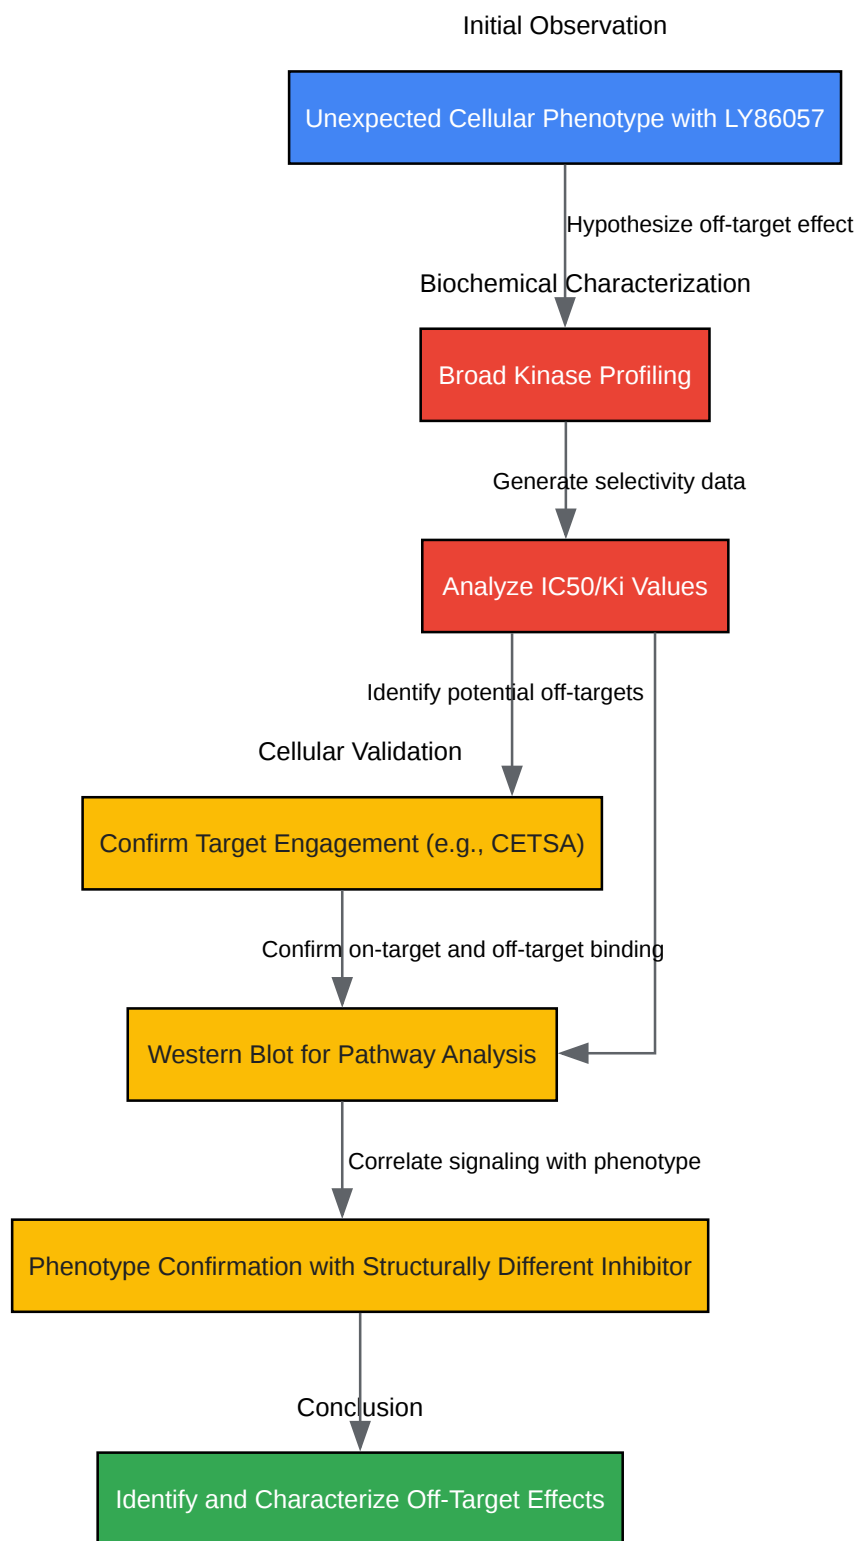 Initial Observation
Unexpected Cellular Phenotype with LY86057
Hypothesize off-target effect
Biochemical Characterization
Broad Kinase Profiling
Generate selectivity data
Analyze IC50/Ki Values
Identify potential off-targets
Cellular Validation
Confirm Target Engagement (e.g., CETSA)
Confirm on-target and off-target binding
Western Blot for Pathway Analysis
Correlate signaling with phenotype
Phenotype Confirmation with Structurally Different Inhibitor
Conclusion
Identify and Characterize Off-Target Effects